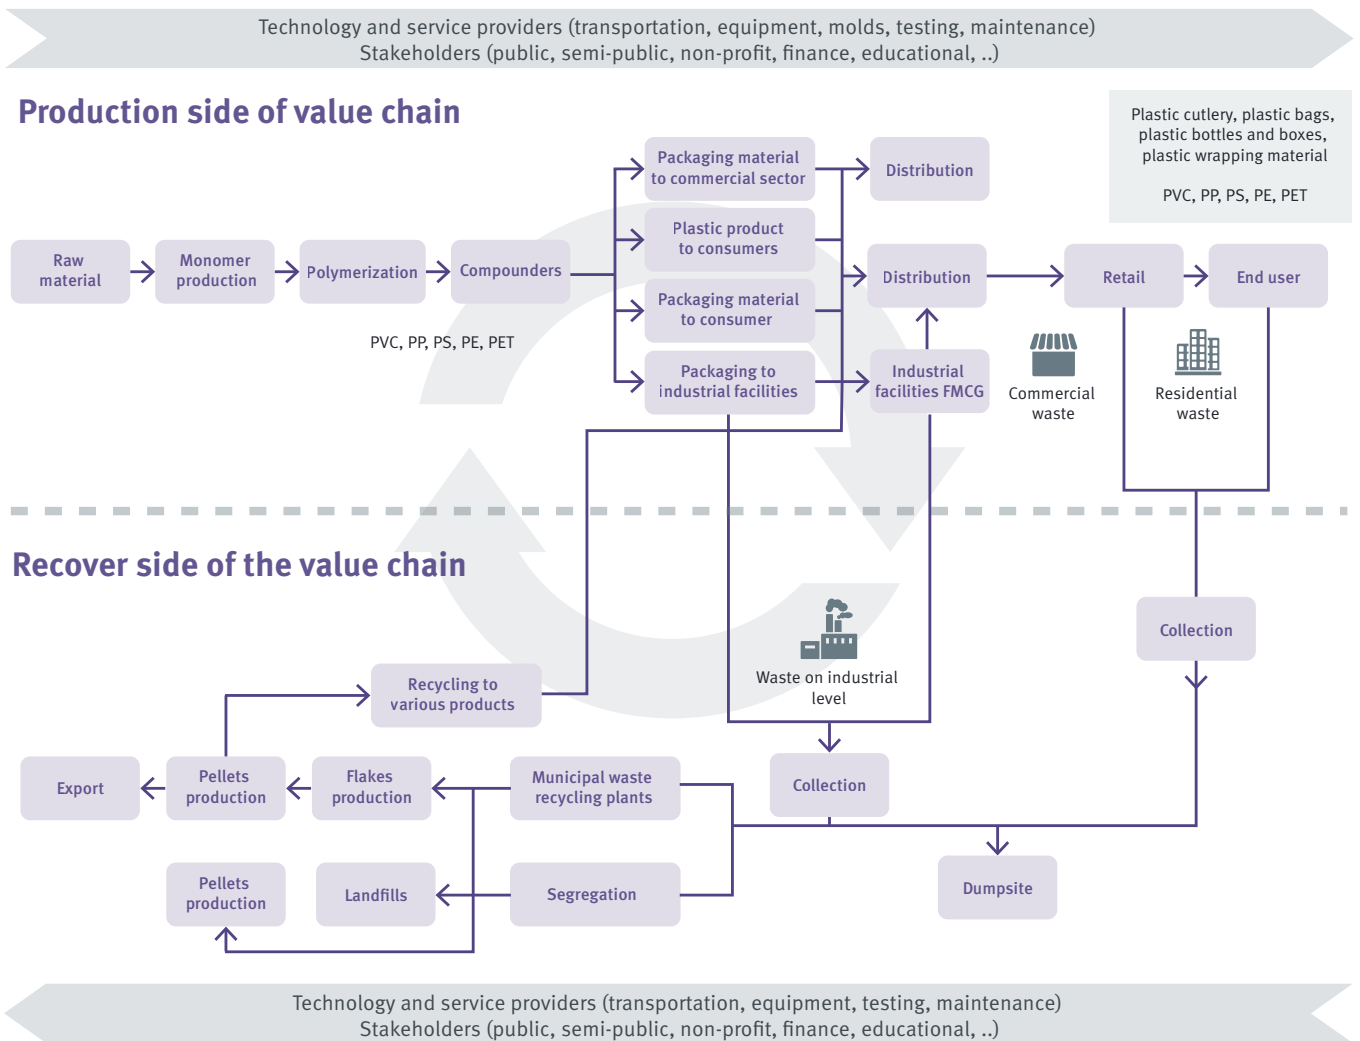 Technology and service providers (transportation, equipment, molds, testing, maintenance)
Stakeholders (public, semi-public, non-profit, finance, educational, ..)
Production side of value chain
Plastic cutlery, plastic bags,
plastic bottles and boxes,
plastic wrapping material
PVC, PP, PS, PE, PET
Packaging material
to commercial sector
Distribution
Plastic product
to consumers
Raw
material
Monomer
production
Polymerization
Compounders
Distribution
Retail
End user
Packaging material
to consumer
PVC, PP, PS, PE, PET
Packaging to
industrial facilities
Industrial
facilities FMCG
Commercial
waste
Residential
waste
Recover side of the value chain
Collection
Waste on industrial
level
Recycling to
various products
Export
Pellets
production
Flakes
production
Municipal waste
recycling plants
Collection
Pellets
production
Landfills
Segregation
Dumpsite
Technology and service providers (transportation, equipment, testing, maintenance)
Stakeholders (public, semi-public, non-profit, finance, educational, ..)